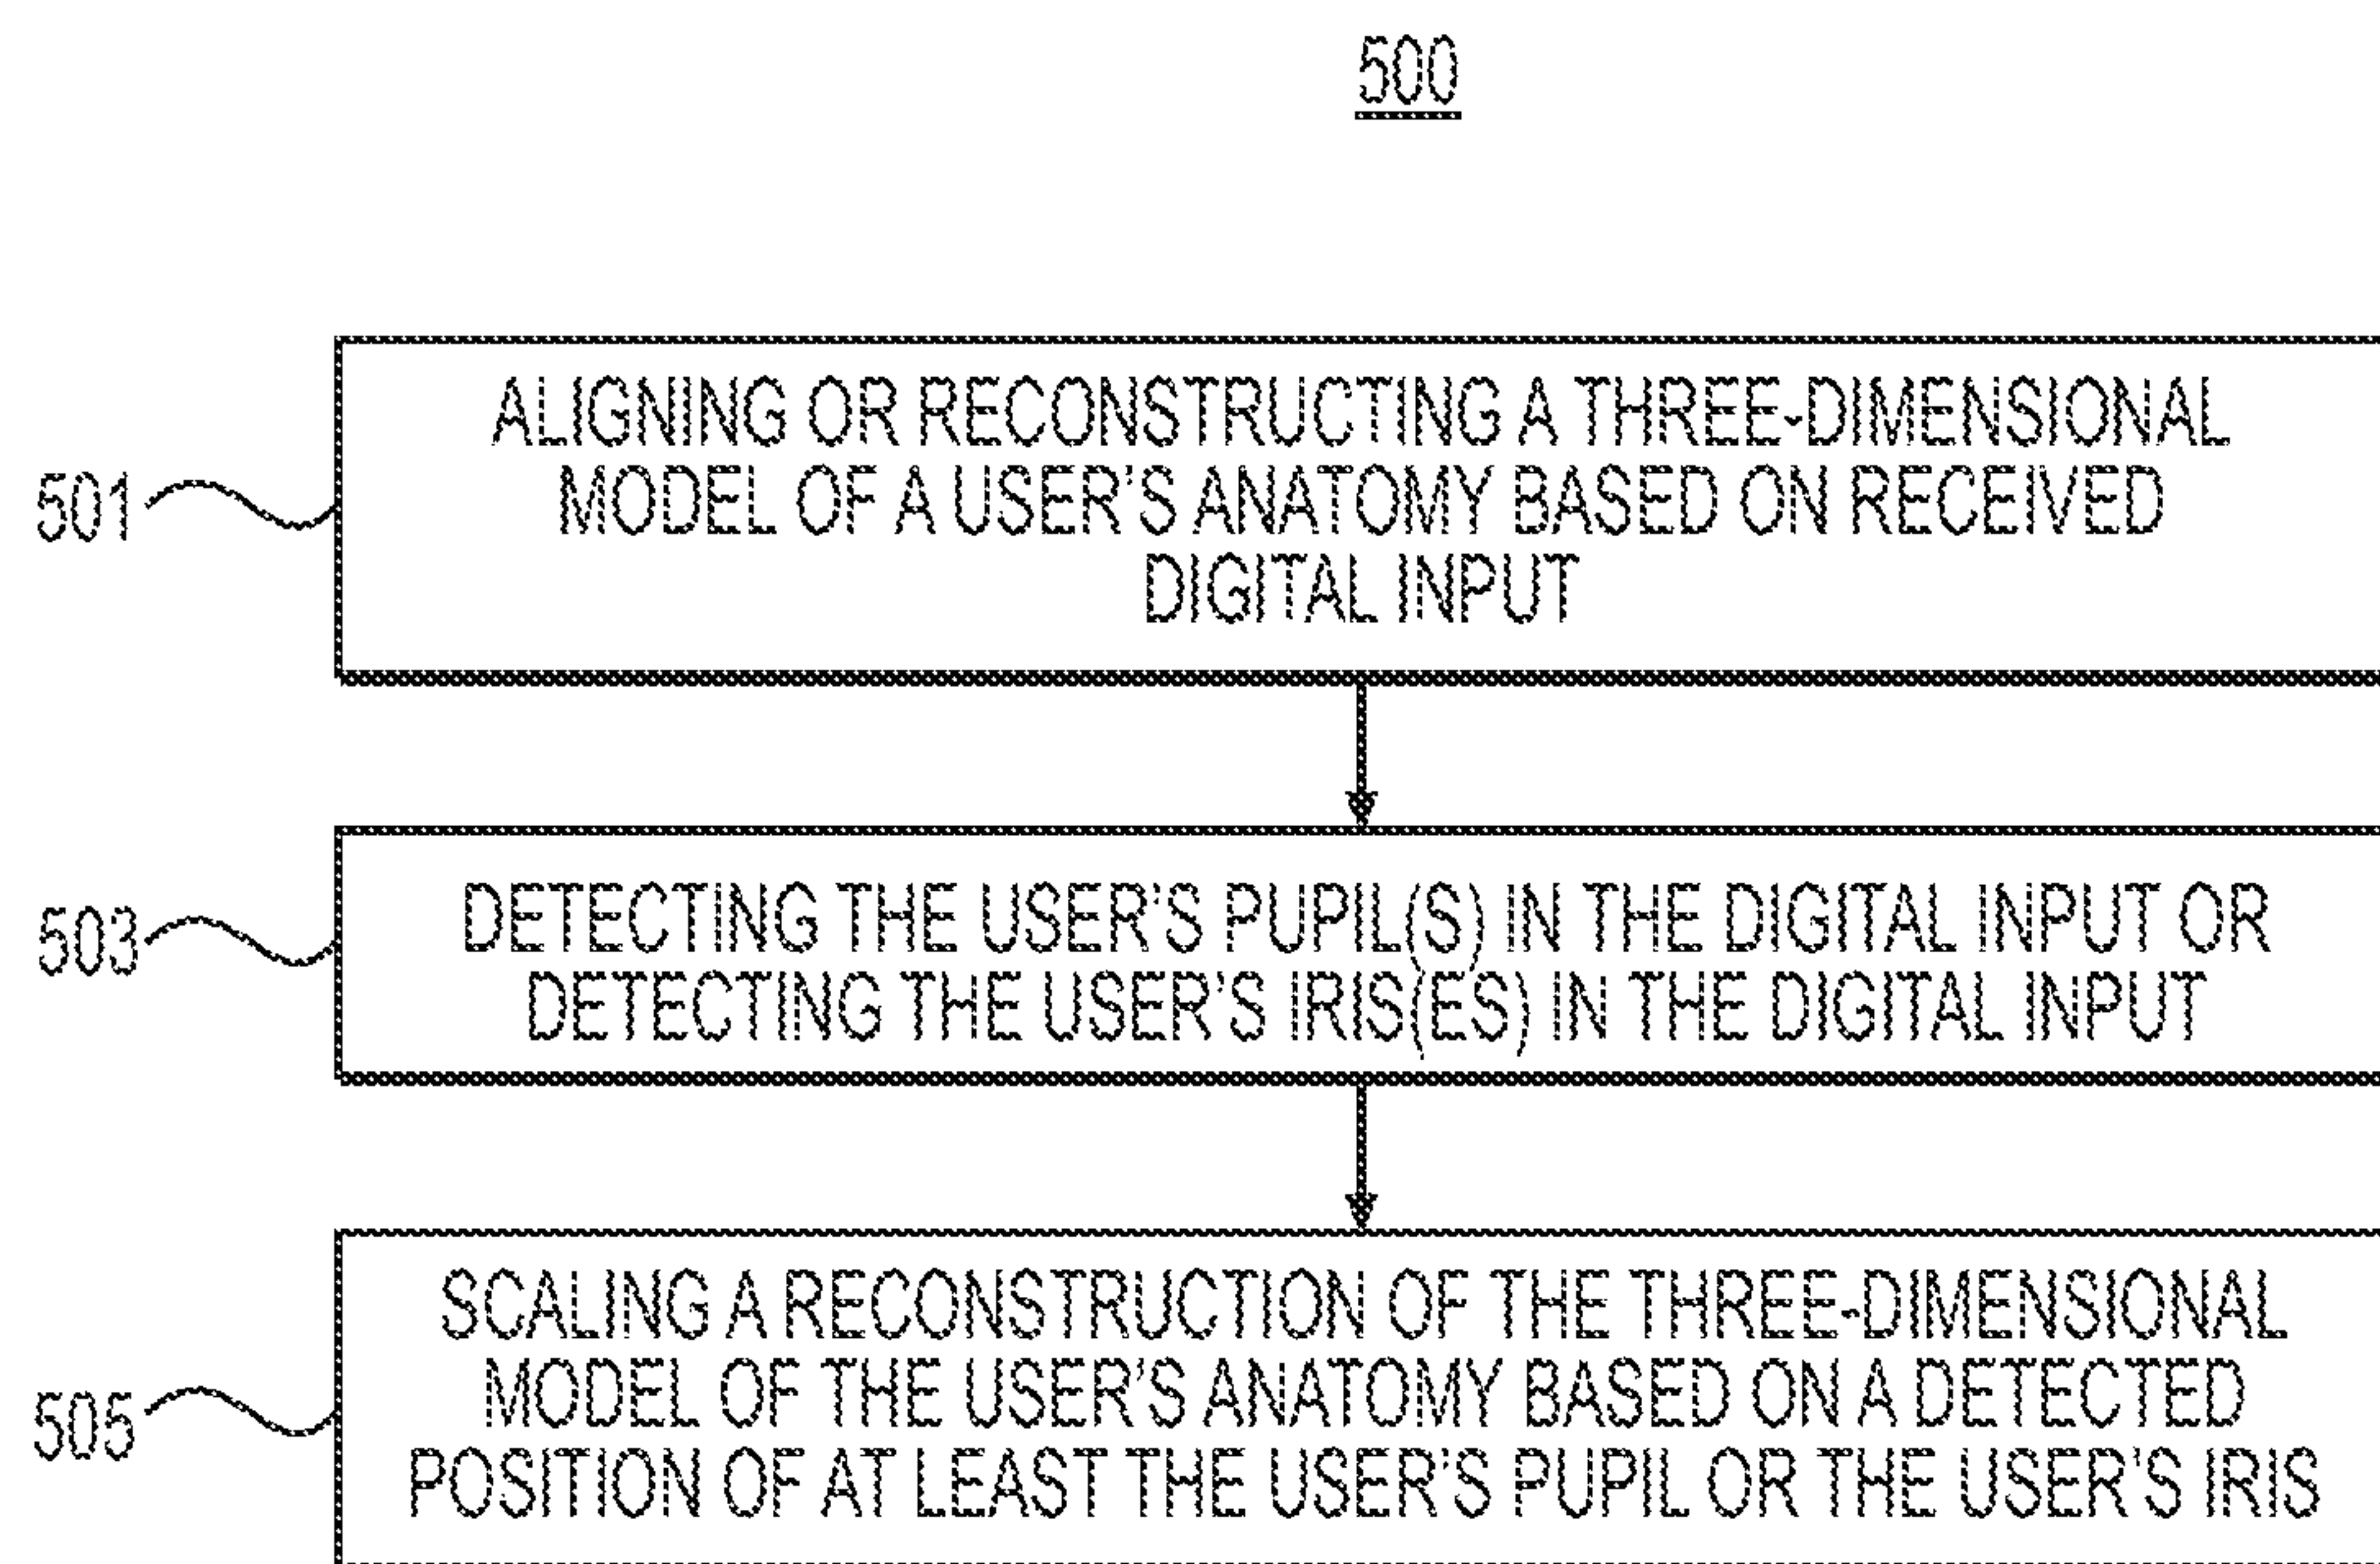 500
ALIGNING OR RECONSTRUCTING A THREE-DIMENSIONAL
MODEL OF A USER'S ANATOMY BASED ON RECEIVED
DIGITAL INPUT
501
DETECTING THE USER'S PUPIL(S) IN THE DIGITAL INPUT OR
DETECTING THE USER'S IRIS(ES) IN THE DIGITAL INPUT
503
SCALING A RECONSTRUCTION OF THE THREE-DIMENSIONAL
MODEL OF THE USER'S ANATOMY BASED ON A DETECTED
POSITION OF AT LEAST THE USER'S PUPIL OR THE USER'S IRIS
505